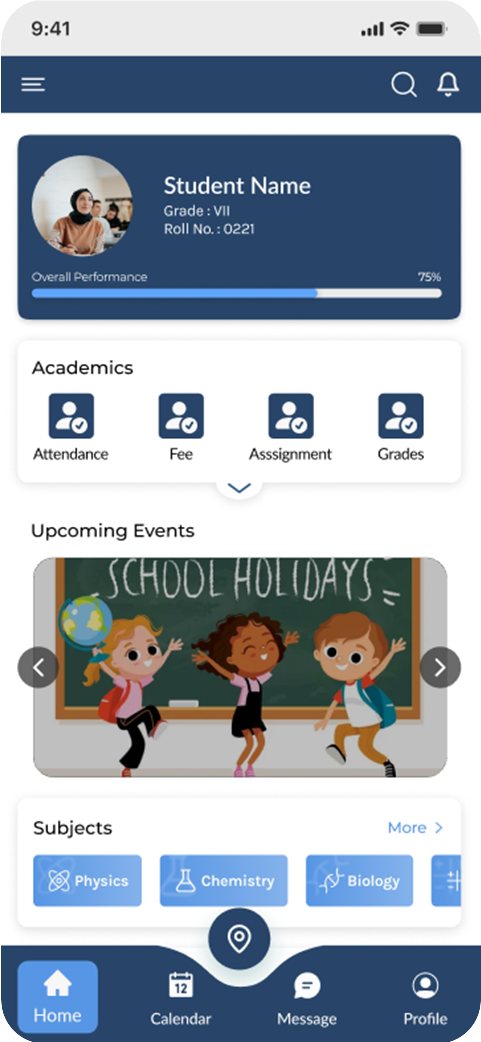 9:41
Student Name
Grade : VII
Roll No. : 0221
Overall Performance 75%
Academics
Attendance Fee Asssignment Grades
Upcoming Events
SCHOOL HOLIDAYS
Subjects More >
Physics Chemistry Biology
12
Home Calendar Message Profile